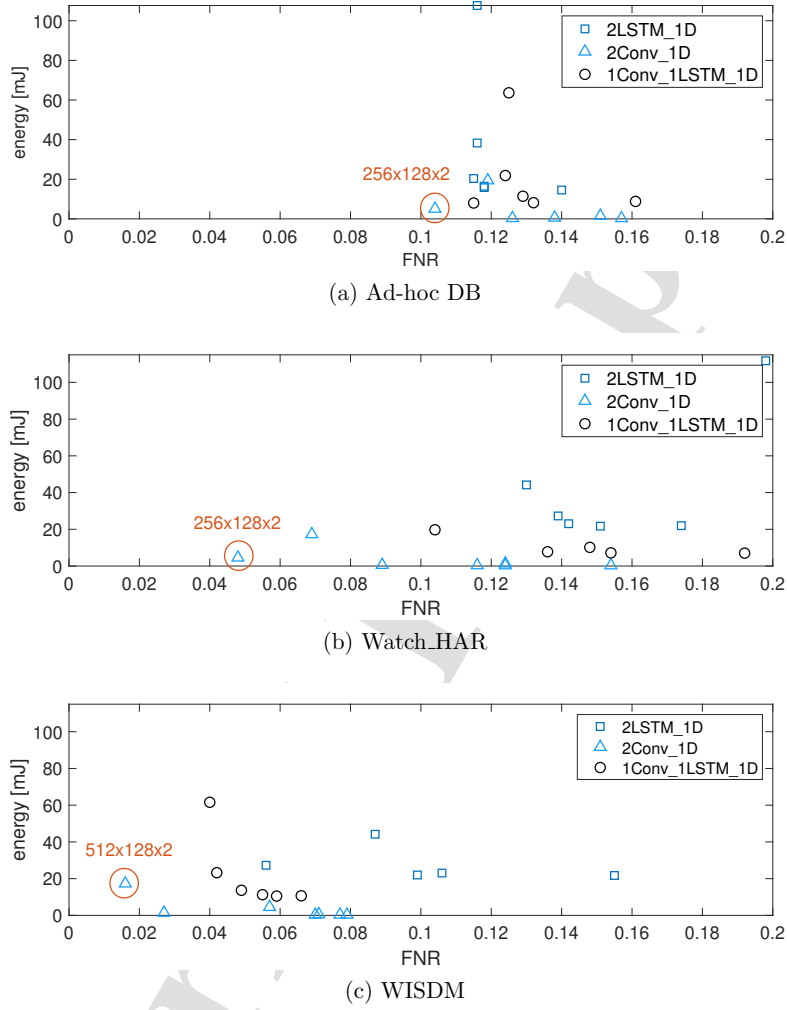 100
80
60
40
20
0
energy [mJ]
2LSTM_1D
2Conv_1D
1Conv_1LSTM_1D
256x128x2
0 0.02 0.04 0.06 0.08 0.1 0.12 0.14 0.16 0.18 0.2
FNR
(a) Ad-hoc DB
100
80
60
40
20
0
energy [mJ]
2LSTM_1D
2Conv_1D
1Conv_1LSTM_1D
256x128x2
0 0.02 0.04 0.06 0.08 0.1 0.12 0.14 0.16 0.18 0.2
FNR
(b) Watch_HAR
100
80
60
40
20
0
energy [mJ]
2LSTM_1D
2Conv_1D
1Conv_1LSTM_1D
512x128x2
0 0.02 0.04 0.06 0.08 0.1 0.12 0.14 0.16 0.18 0.2
FNR
(c) WISDM